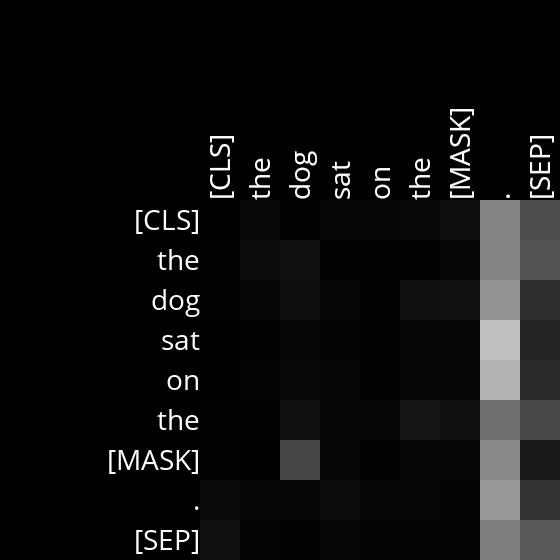 [CLS] the dog sat on the [MASK] . [SEP]
[CLS]
the
dog
sat
on
the
[MASK]
.
[SEP]